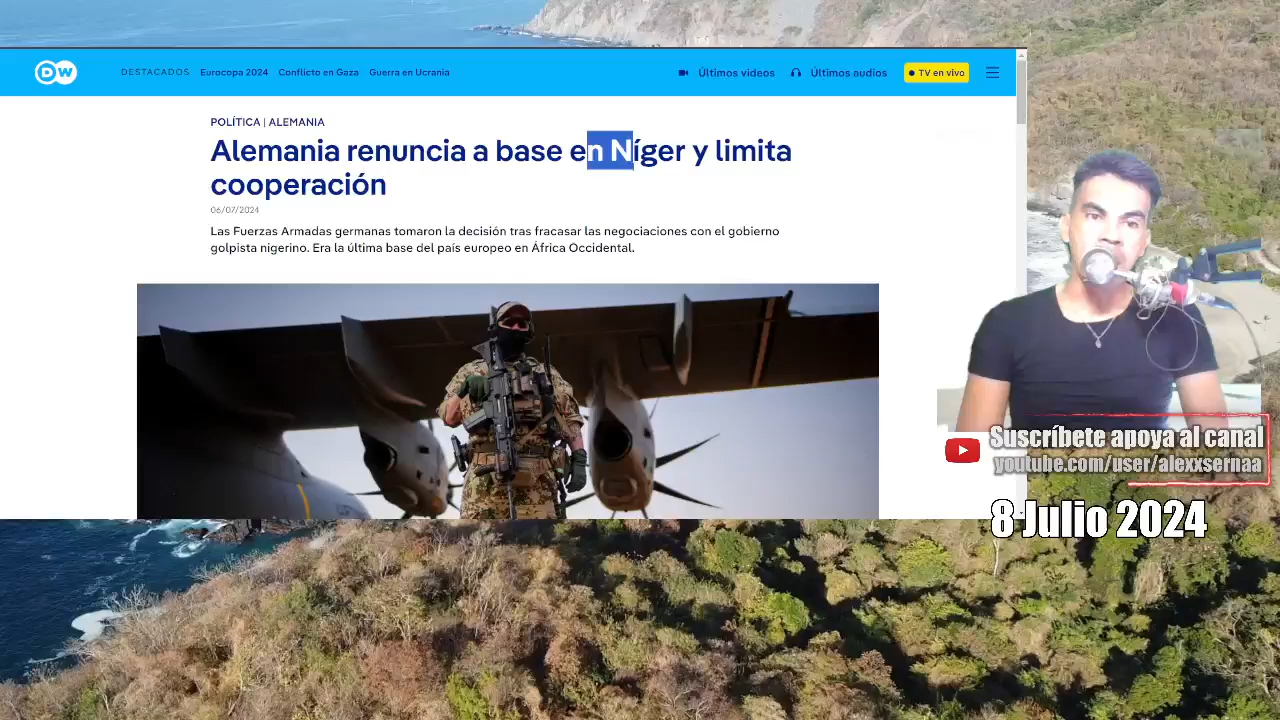 DW
DESTACADOS Eurocopa 2024 Conflicto en Gaza Guerra en Ucrania
Últimos videos Últimos audios TV en vivo
POLÍTICA | ALEMANIA
Alemania renuncia a base en Níger y limita
cooperación
06/07/2024
Las Fuerzas Armadas germanas tomaron la decisión tras fracasar las negociaciones con el gobierno
golpista nigerino. Era la última base del país europeo en África Occidental.
Suscríbete apoya al canal
youtube.com/user/alexxsernaa
8 Julio 2024